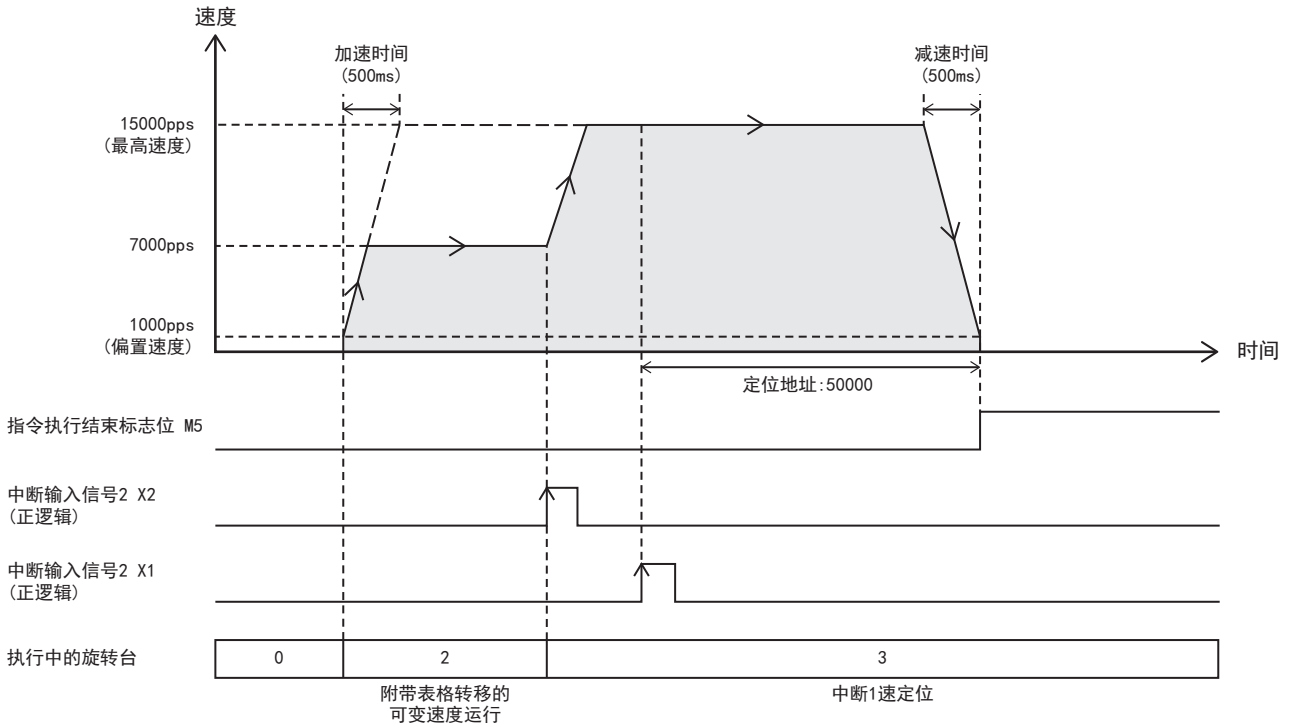 速度
加速时间
(500ms)
减速时间
(500ms)
15000pps
(最高速度)
7000pps
1000pps
(偏置速度)
时间
定位地址:50000
指令执行结束标志位 M5
中断输入信号2 X2
(正逻辑)
中断输入信号2 X1
(正逻辑)
执行中的旋转台
0
2
3
附带表格转移的
可变速度运行
中断1速定位